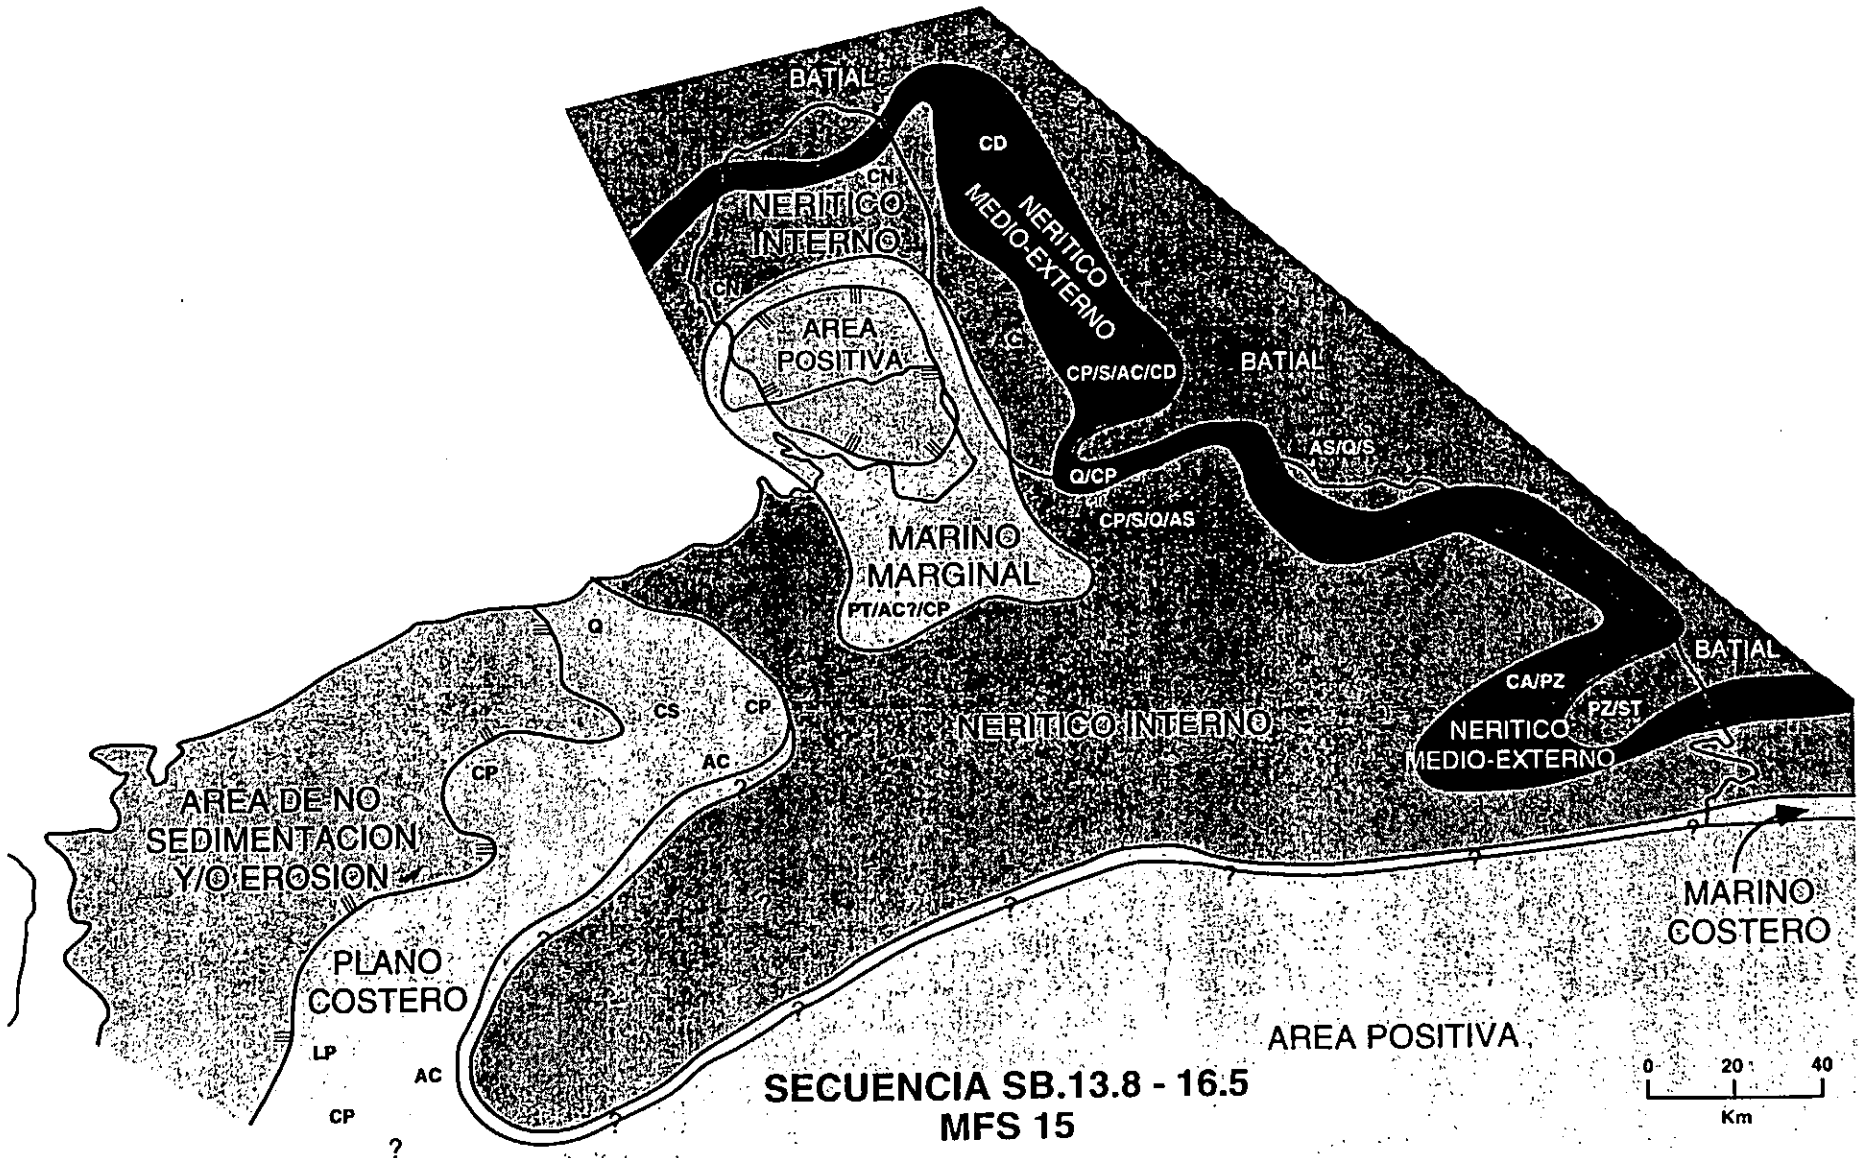 BATIAL
CD
CN
NERITICO
INTERNO
NERITICO
MEDIO-EXTERNO
CN
AREA
POSITIVA
G
CP/S/AC/CD
BATIAL
AS/Q/S
Q/CP
CP/S/Q/AS
MARINO
MARGINAL
PT/AC?/CP
Q
BATIAL
CA/PZ
PZ/ST
CS
CP
NERITICO INTERNO
NERITICO
MEDIO-EXTERNO
AC
?
CP
AREA DE NO
SEDIMENTACION
Y/O EROSION
?
?
?
?
MARINO
COSTERO
?
PLANO
COSTERO
?
AREA POSITIVA
LP
AC
CP
?
?
SECUENCIA SB.13.8 - 16.5
MFS 15
0 20 40
Km